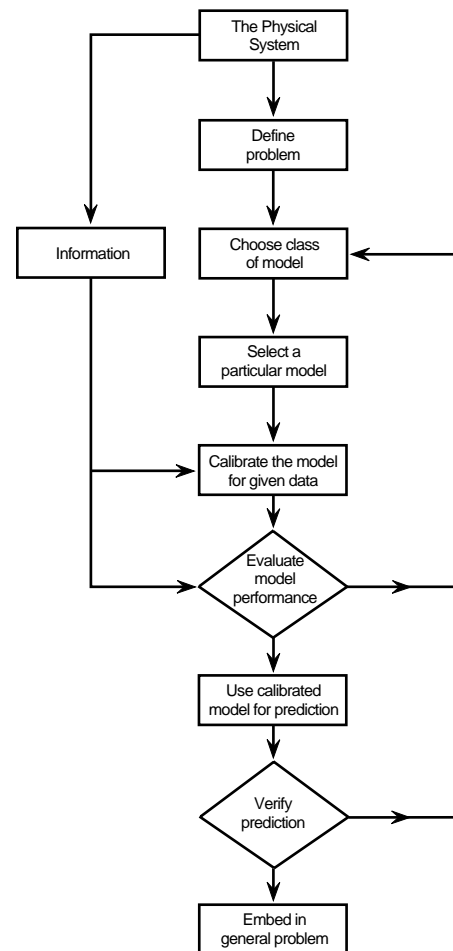 The Physical
System
Define
problem
Information
Choose class
of model
Select a
particular model
Calibrate the model
for given data
Evaluate
model
performance
Use calibrated
model for prediction
Verify
prediction
Embed in
general problem